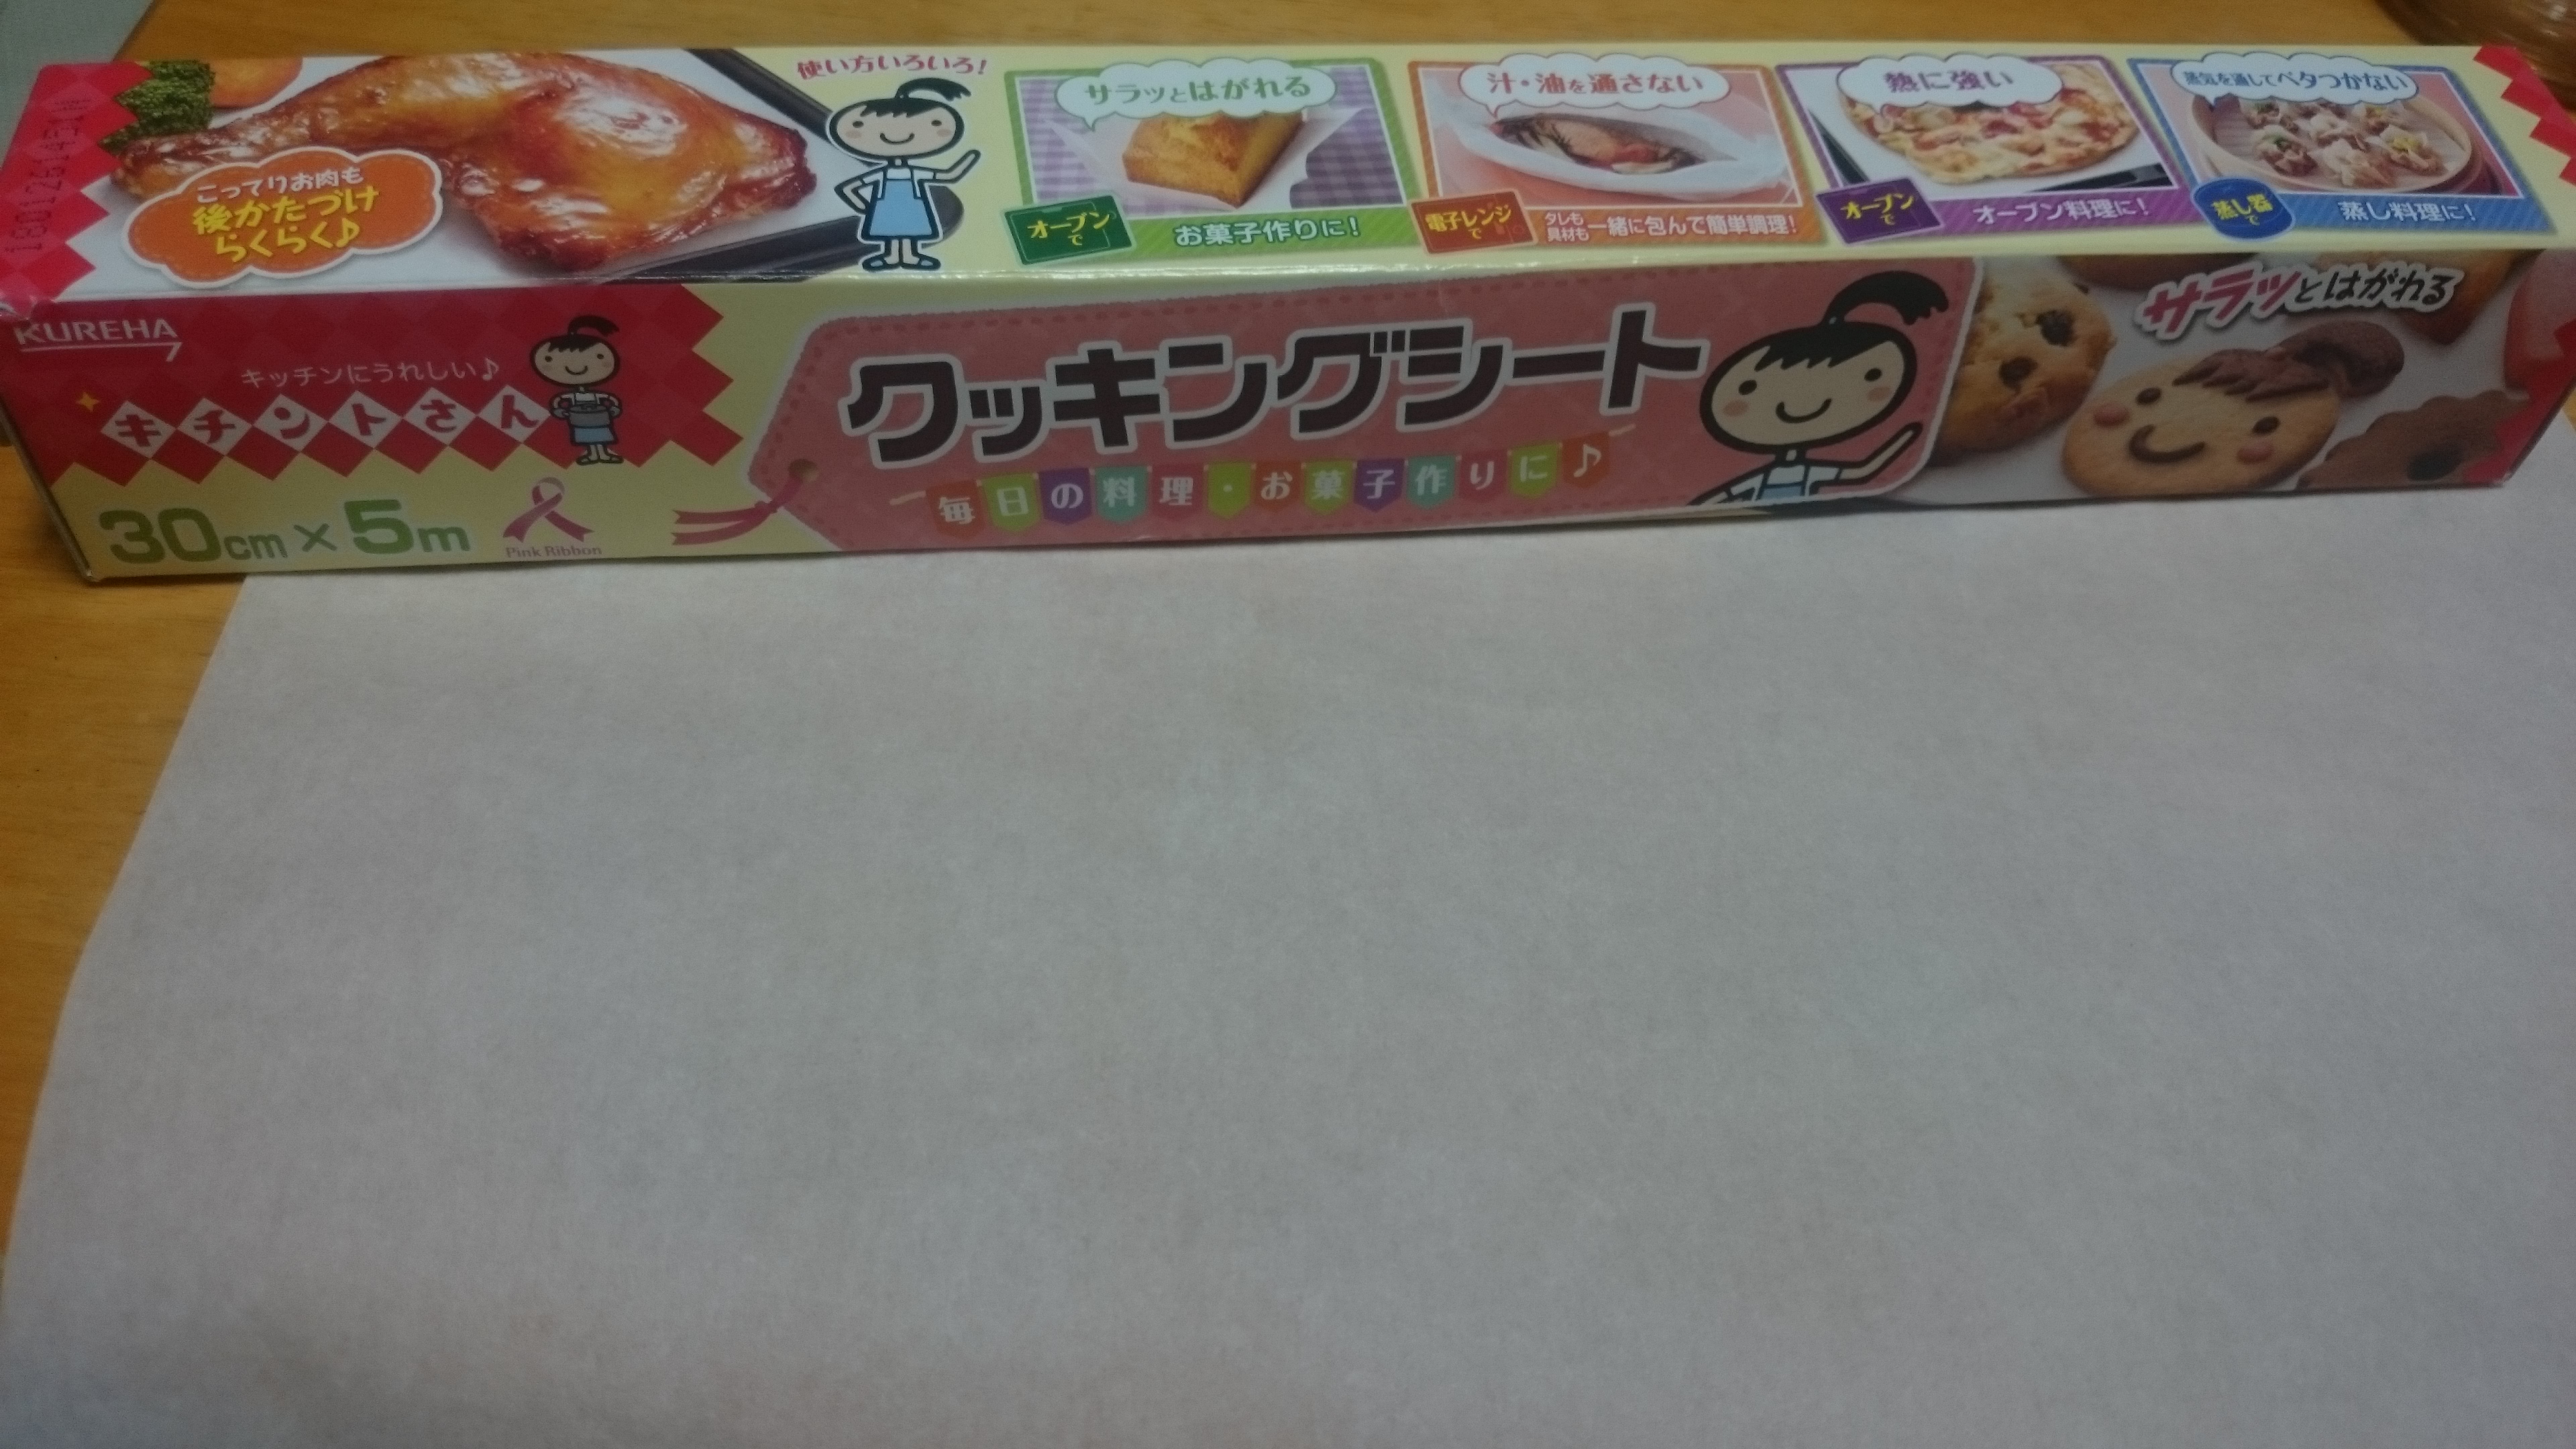 こってりお肉も
後かたづけ
らくらく♪
使い方いろいろ!
サラッとはがれる
オーブンで
お菓子作りに!
汁・油を通さない
電子レンジで
タレも具材も一緒に包んで簡単調理!
熱に強い
オーブンで
オーブン料理に!
蒸気を通してベタつかない
蒸し器で
蒸し料理に!
KUREHA
キッチンにうれしい♪
キチントさん
30cm×5m
Pink Ribbon
クッキングシート
毎日の料理・お菓子作りに♪
サラッとはがれる